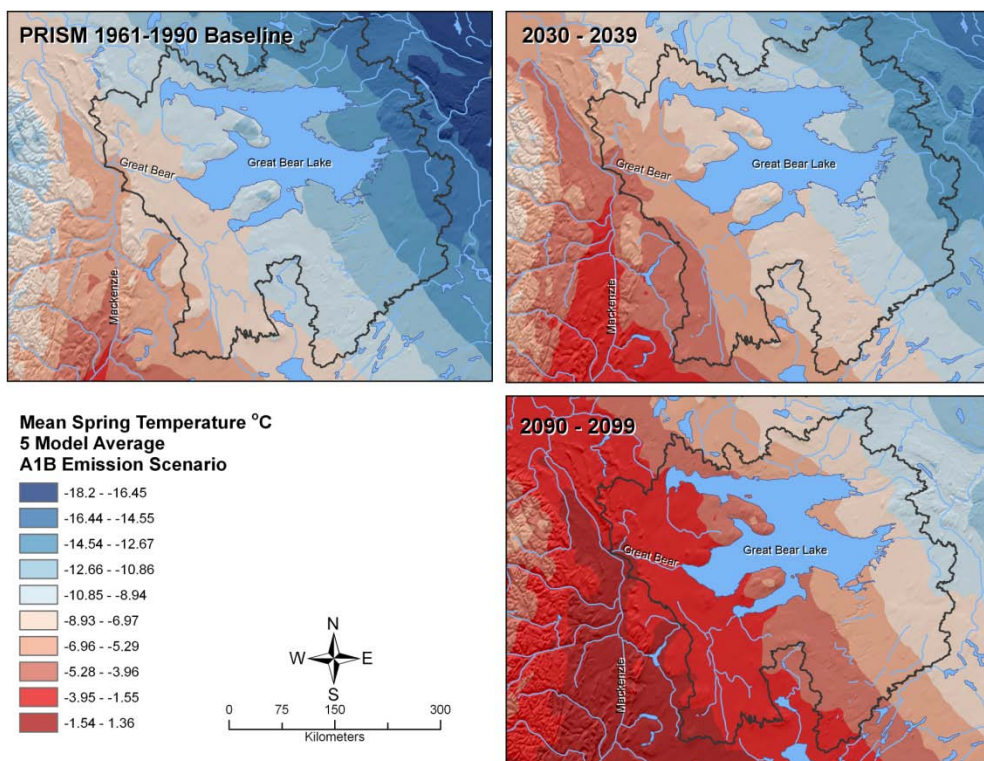 PRISM 1961-1990 Baseline
Great Bear
Great Bear Lake
Mackenzie
2030 - 2039
Great Bear
Great Bear Lake
Mackenzie
Mean Spring Temperature °C
5 Model Average
A1B Emission Scenario
-18.2 - -16.45
-16.44 - -14.55
-14.54 - -12.67
-12.66 - -10.86
-10.85 - -8.94
-8.93 - -6.97
-6.96 - -5.29
-5.28 - -3.96
-3.95 - -1.55
-1.54 - 1.36
N
W E
S
0 75 150 300
Kilometers
2090 - 2099
Great Bear
Great Bear Lake
Mackenzie